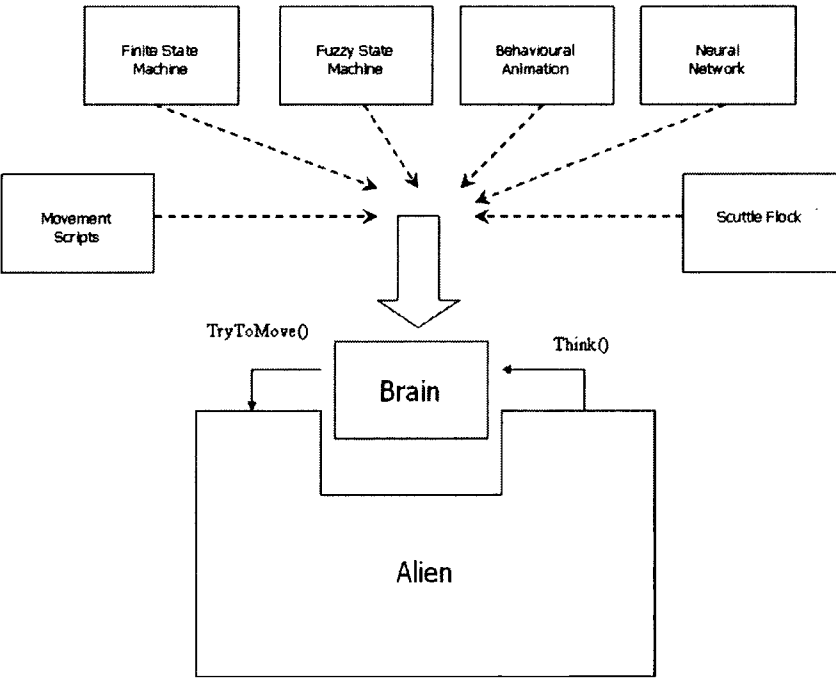 Finite State
Machine
Fuzzy State
Machine
Behavioural
Animation
Neural
Network
Movement
Scripts
Scuttle Flock
TryToMove()
Think()
Brain
Alien